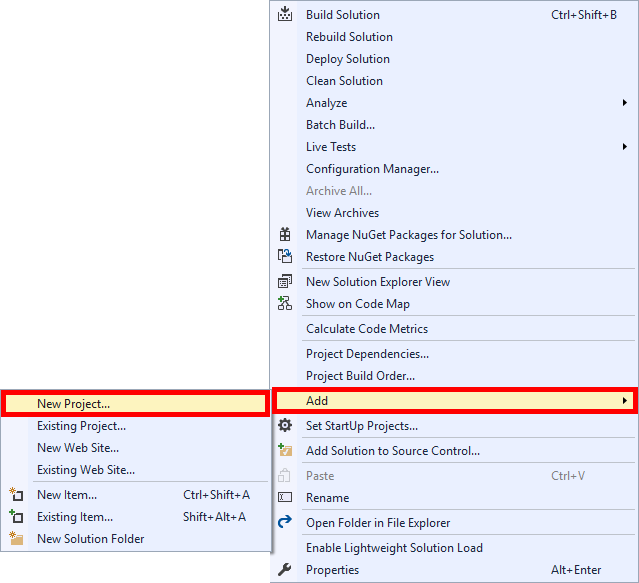 Build Solution Ctrl+Shift+B
Rebuild Solution
Deploy Solution
Clean Solution
Analyze
Batch Build...
Live Tests
Configuration Manager...
Archive All...
View Archives
Manage NuGet Packages for Solution...
Restore NuGet Packages
New Solution Explorer View
Show on Code Map
Calculate Code Metrics
Project Dependencies...
Project Build Order...
Add
Set StartUp Projects...
Add Solution to Source Control...
Paste Ctrl+V
Rename
Open Folder in File Explorer
Enable Lightweight Solution Load
Properties Alt+Enter
New Project...
Existing Project...
New Web Site...
Existing Web Site...
New Item... Ctrl+Shift+A
Existing Item... Shift+Alt+A
New Solution Folder